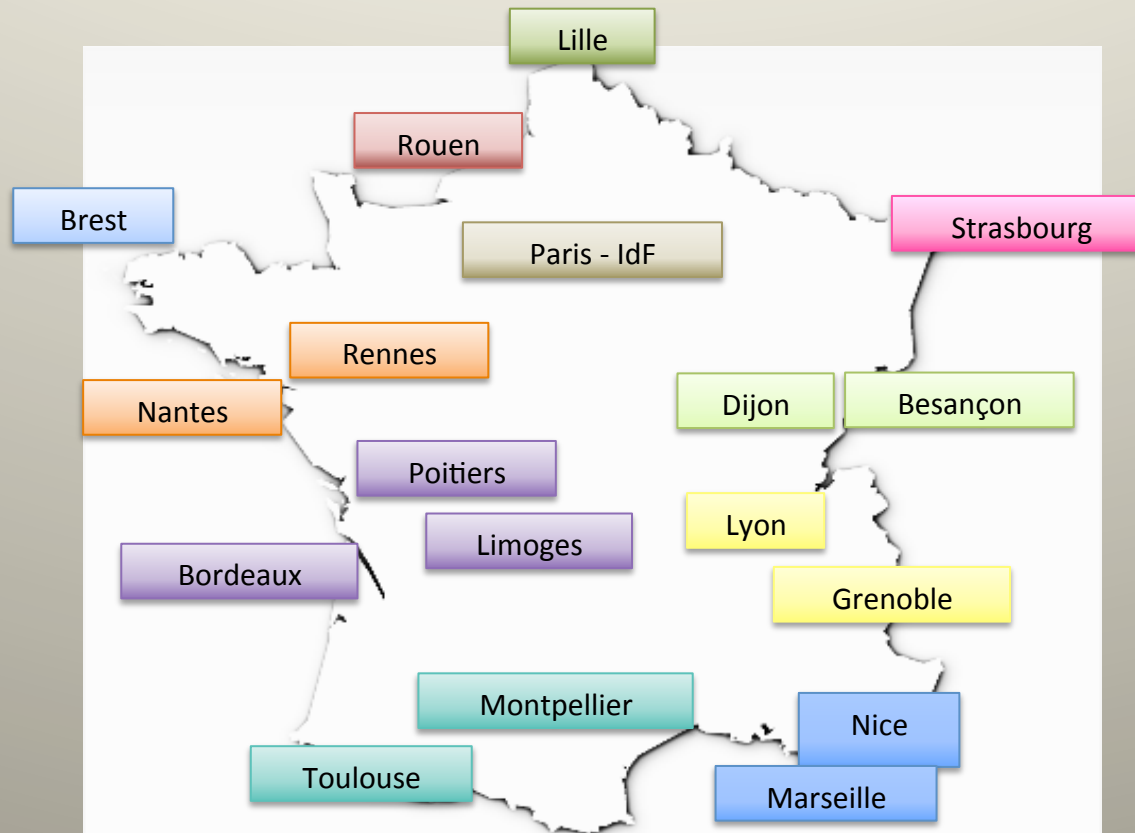 Lille
Rouen
Brest
Strasbourg
Paris - IdF
Rennes
Nantes
Dijon
Besançon
Poitiers
Lyon
Limoges
Bordeaux
Grenoble
Montpellier
Nice
Toulouse
Marseille